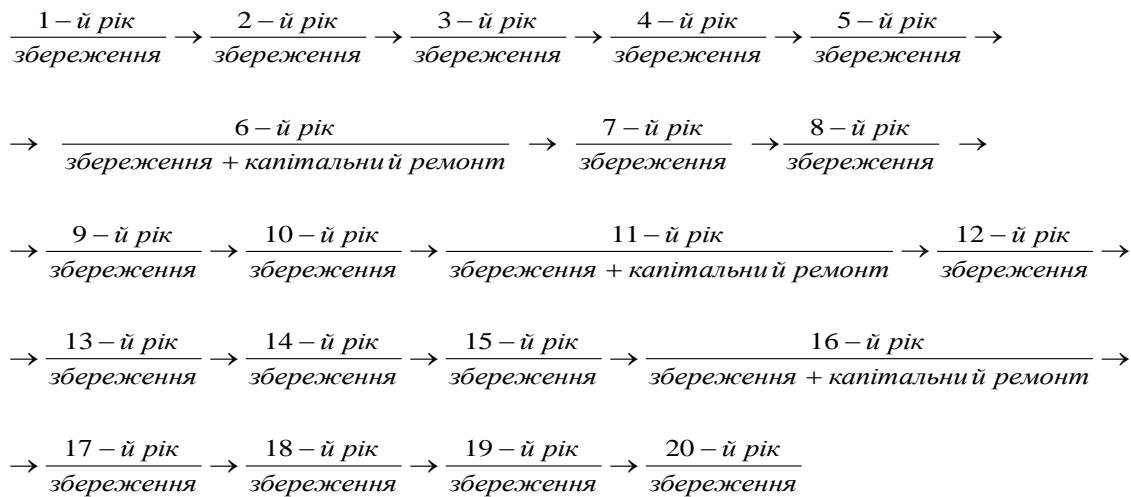 1 – й рік / збереження → 2 – й рік / збереження → 3 – й рік / збереження → 4 – й рік / збереження → 5 – й рік / збереження →
→ 6 – й рік / збереження + капітальний ремонт → 7 – й рік / збереження → 8 – й рік / збереження →
→ 9 – й рік / збереження → 10 – й рік / збереження → 11 – й рік / збереження + капітальний ремонт → 12 – й рік / збереження →
→ 13 – й рік / збереження → 14 – й рік / збереження → 15 – й рік / збереження → 16 – й рік / збереження + капітальний ремонт →
→ 17 – й рік / збереження → 18 – й рік / збереження → 19 – й рік / збереження → 20 – й рік / збереження